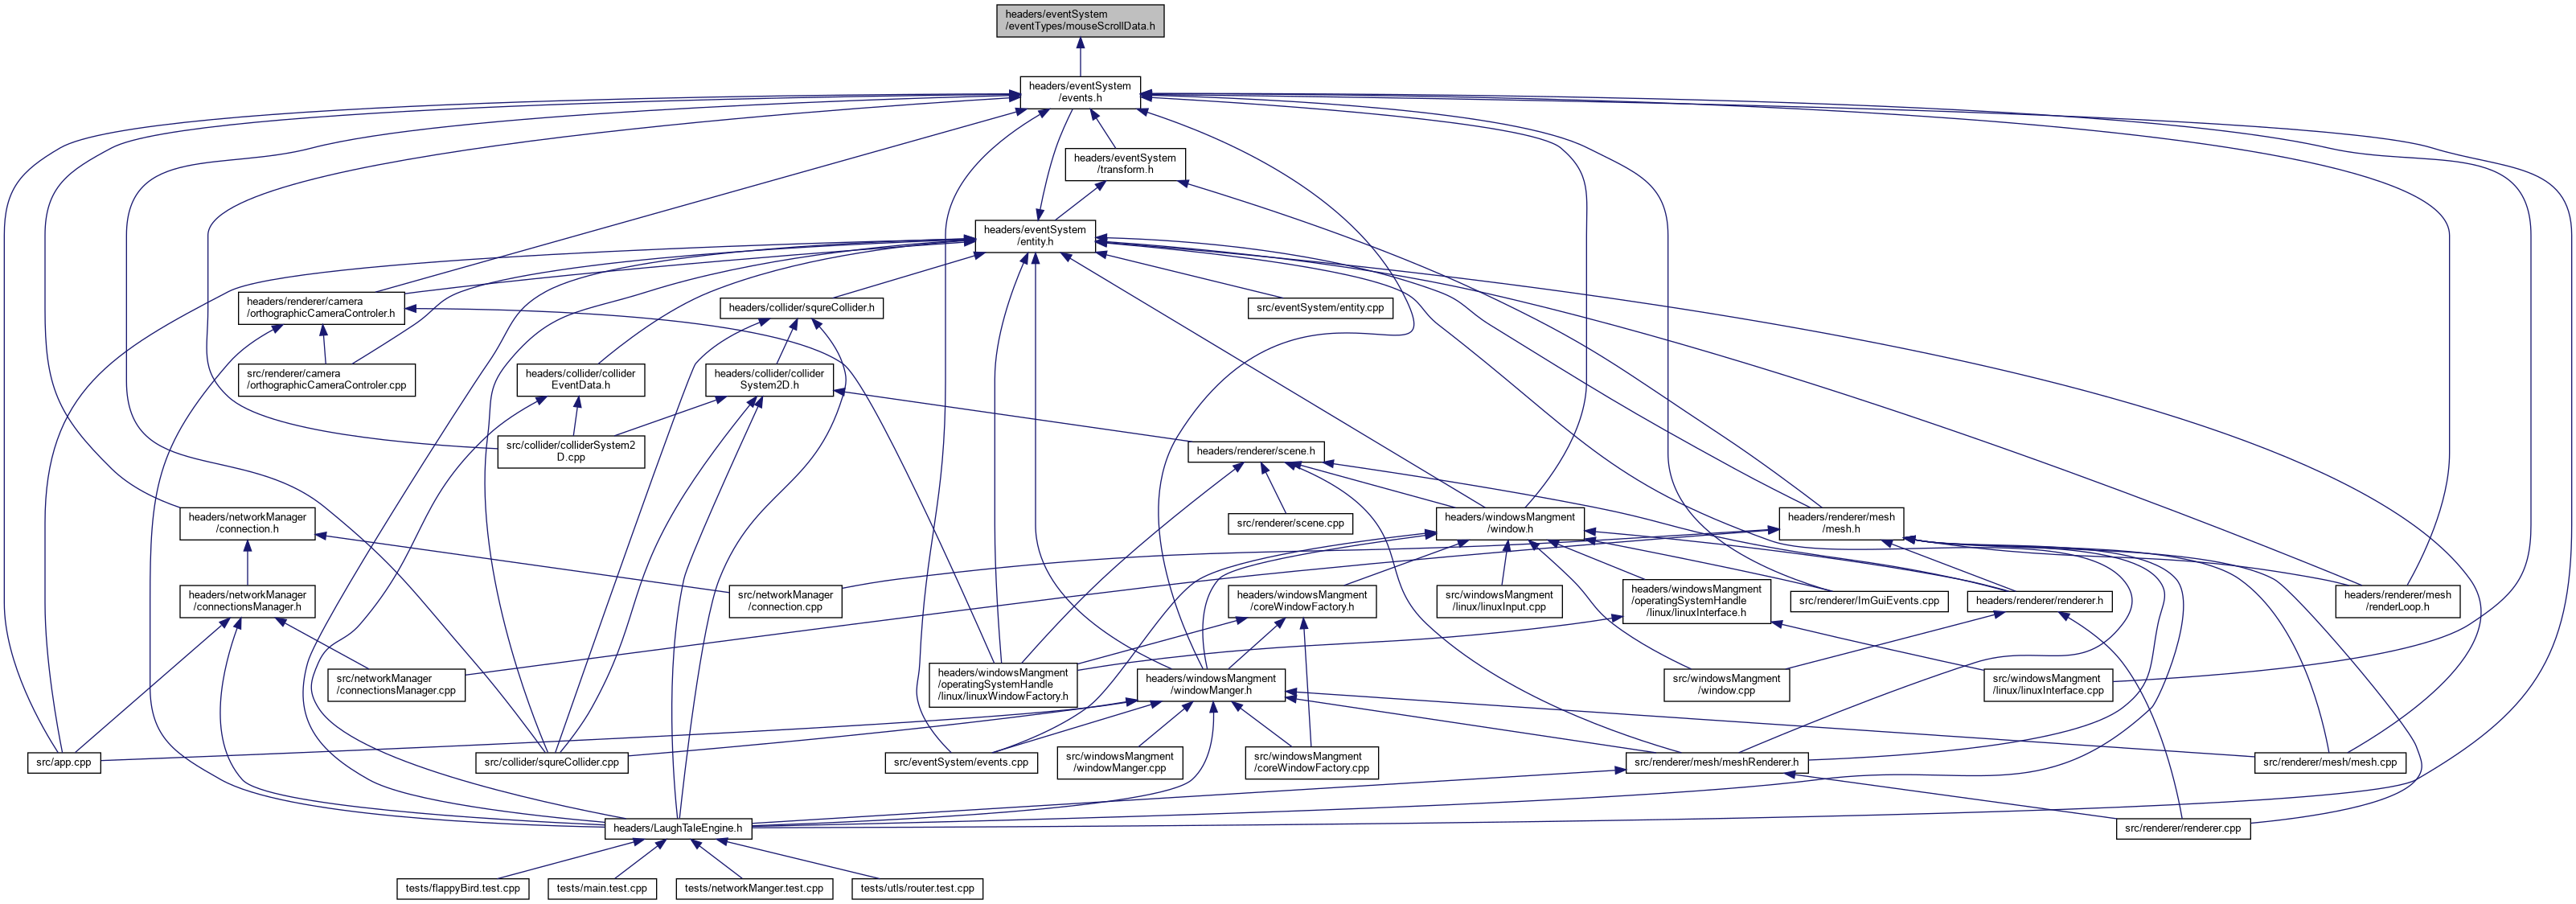 headers/eventSystem
/eventTypes/mouseScrollData.h
headers/eventSystem
/events.h
headers/eventSystem
/transform.h
headers/eventSystem
/entity.h
headers/renderer/camera
/orthographicCameraControler.h
headers/collider/squreCollider.h
src/eventSystem/entity.cpp
src/renderer/camera
/orthographicCameraControler.cpp
headers/collider/collider
EventData.h
headers/collider/collider
System2D.h
src/collider/colliderSystem2
D.cpp
headers/renderer/scene.h
headers/networkManager
/connection.h
src/renderer/scene.cpp
headers/windowsMangment
/window.h
headers/renderer/mesh
/mesh.h
headers/networkManager
/connectionsManager.h
src/networkManager
/connection.cpp
headers/windowsMangment
/coreWindowFactory.h
src/windowsMangment
/linux/linuxInput.cpp
headers/windowsMangment
/operatingSystemHandle
/linux/linuxInterface.h
src/renderer/ImGuiEvents.cpp
headers/renderer/renderer.h
headers/renderer/mesh
/renderLoop.h
src/networkManager
/connectionsManager.cpp
headers/windowsMangment
/operatingSystemHandle
/linux/linuxWindowFactory.h
headers/windowsMangment
/windowManger.h
src/windowsMangment
/window.cpp
src/windowsMangment
/linux/linuxInterface.cpp
src/app.cpp
src/collider/squreCollider.cpp
src/eventSystem/events.cpp
src/windowsMangment
/windowManger.cpp
src/windowsMangment
/coreWindowFactory.cpp
src/renderer/mesh/meshRenderer.h
src/renderer/mesh/mesh.cpp
headers/LaughTaleEngine.h
src/renderer/renderer.cpp
tests/flappyBird.test.cpp
tests/main.test.cpp
tests/networkManger.test.cpp
tests/utls/router.test.cpp